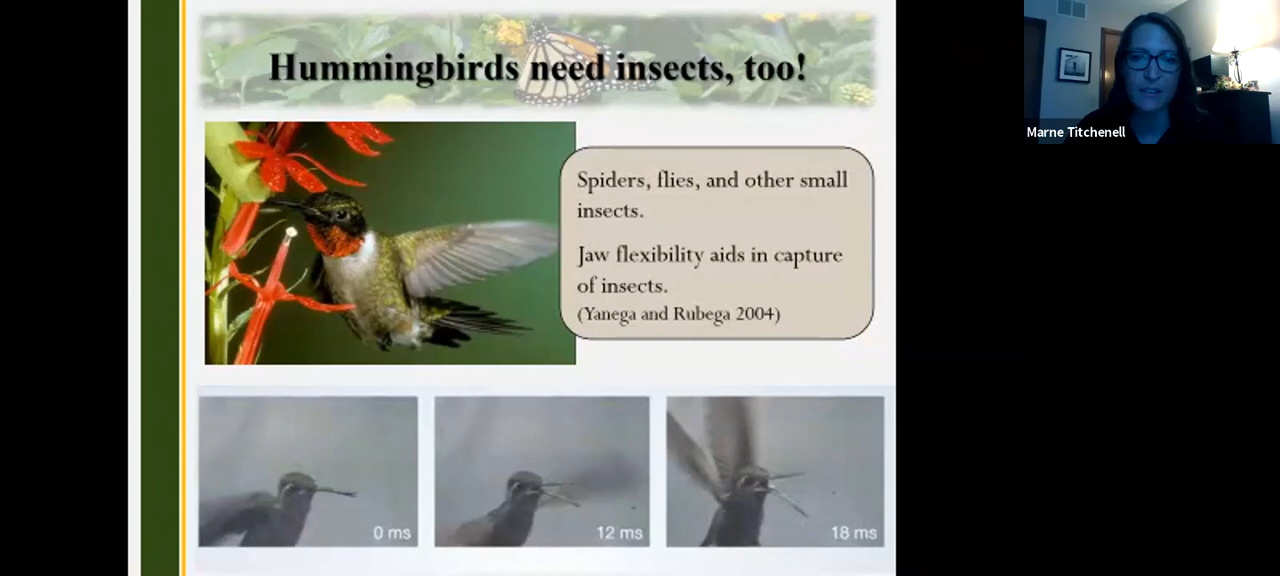 Hummingbirds need insects, too!
Marne Titchenell
Spiders, flies, and other small
insects.
Jaw flexibility aids in capture
of insects.
(Yanega and Rubega 2004)
0 ms
12 ms
18 ms